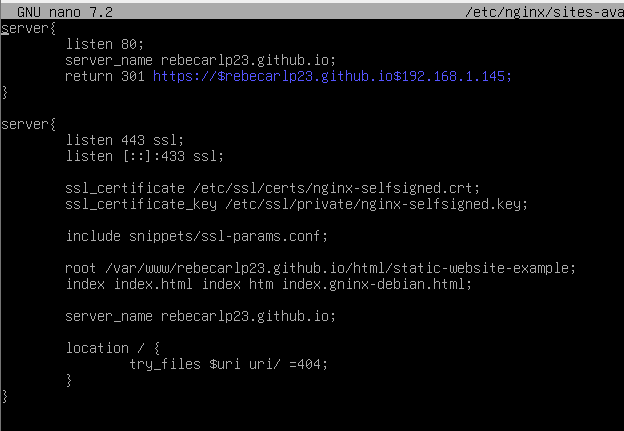 GNU nano 7.2 /etc/nginx/sites-ava
server{
listen 80;
server_name rebecarlp23.github.io;
return 301 https://$rebecarlp23.github.io$192.168.1.145;
}
server{
listen 443 ssl;
listen [::]:433 ssl;
ssl_certificate /etc/ssl/certs/nginx-selfsigned.crt;
ssl_certificate_key /etc/ssl/private/nginx-selfsigned.key;
include snippets/ssl-params.conf;
root /var/www/rebecarlp23.github.io/html/static-website-example;
index index.html index htm index.gninx-debian.html;
server_name rebecarlp23.github.io;
location / {
try_files $uri uri/ =404;
}
}